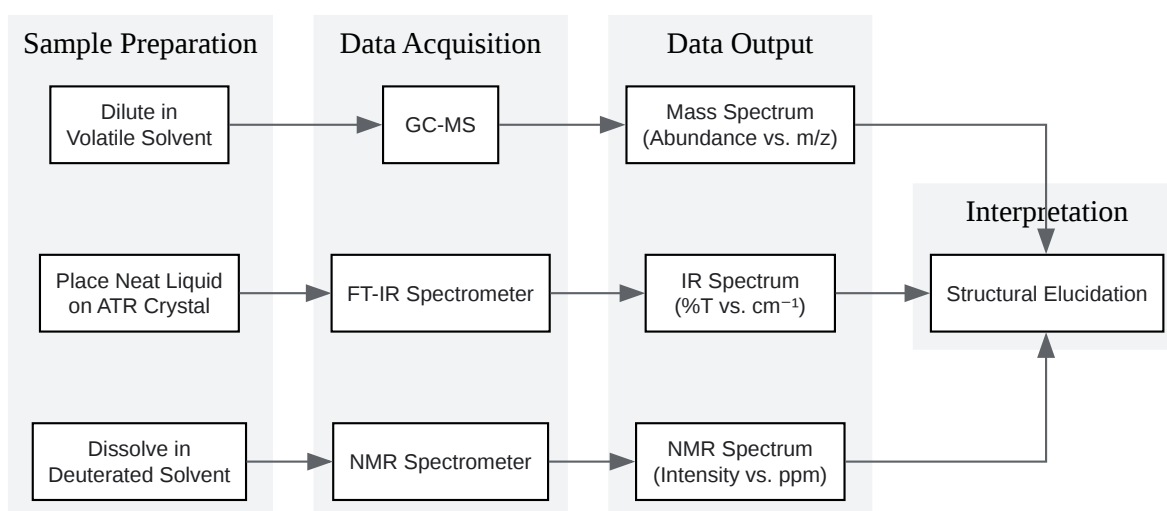 Sample Preparation
Data Acquisition
Data Output
Dilute in
Volatile Solvent
GC-MS
Mass Spectrum
(Abundance vs. m/z)
Interpretation
Place Neat Liquid
on ATR Crystal
FT-IR Spectrometer
IR Spectrum
(%T vs. cm⁻¹)
Structural Elucidation
Dissolve in
Deuterated Solvent
NMR Spectrometer
NMR Spectrum
(Intensity vs. ppm)